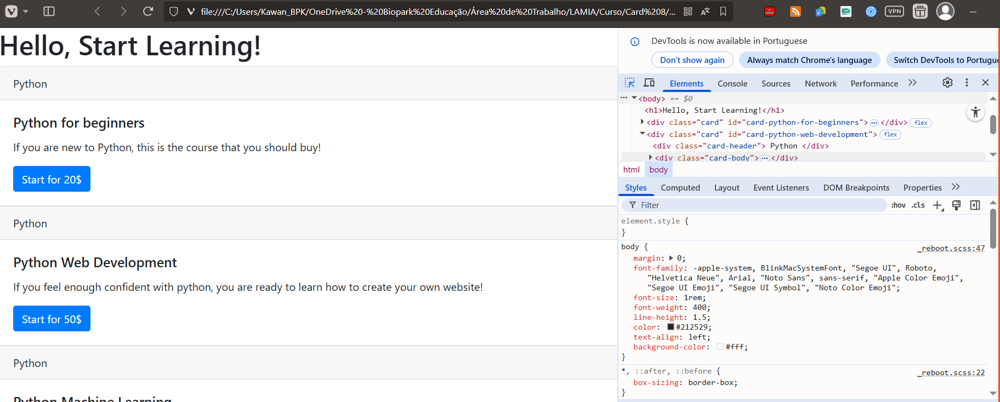 file:///C:/Users/Kawan_BPK/OneDrive%20-%20Biopark%20Educação/Área%20de%20Trabalho/LAMIA/Curso/Card%208/...
VPN
Hello, Start Learning!
Python
Python for beginners
If you are new to Python, this is the course that you should buy!
Start for 20$
Python
Python Web Development
If you feel enough confident with python, you are ready to learn how to create your own website!
Start for 50$
Python
Python Machine Learning
DevTools is now available in Portuguese
Don't show again
Always match Chrome's language
Switch DevTools to Portugue
Elements Console Sources Network Performance
<body> == $0
<h1>Hello, Start Learning!</h1>
<div class="card" id="card-python-for-beginners">…</div> flex
<div class="card" id="card-python-web-development"> flex
<div class="card-header"> Python </div>
<div class="card-body">…</div>
html body
Styles Computed Layout Event Listeners DOM Breakpoints Properties
Filter :hov .cls
element.style {
}
body { _reboot.scss:47
margin: 0;
font-family: -apple-system, BlinkMacSystemFont, "Segoe UI", Roboto,
"Helvetica Neue", Arial, "Noto Sans", sans-serif, "Apple Color Emoji",
"Segoe UI Emoji", "Segoe UI Symbol", "Noto Color Emoji";
font-size: 1rem;
font-weight: 400;
line-height: 1.5;
color: #212529;
text-align: left;
background-color: #fff;
}
*, ::after, ::before { _reboot.scss:22
box-sizing: border-box;
}